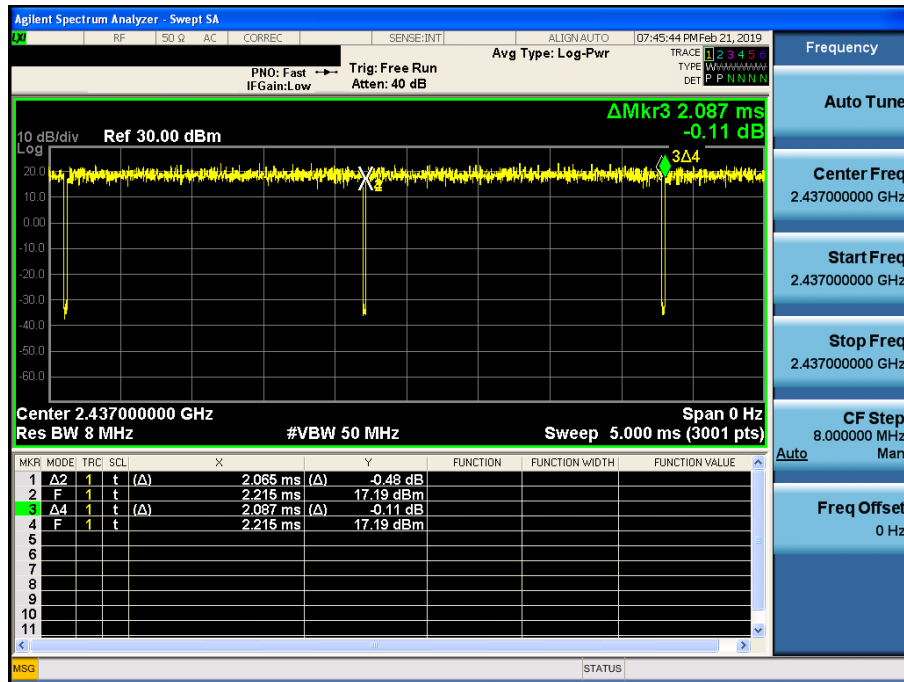 Agilent Spectrum Analyzer - Swept SA
LXI RF 50 Ω AC CORREC SENSE:INT ALIGN AUTO 07:45:44 PM Feb 21, 2019
Avg Type: Log-Pwr TRACE 1 2 3 4 5 6
PNO: Fast Trig: Free Run TYPE WWWWWW
IFGain:Low Atten: 40 dB DET P P N N N N
ΔMkr3 2.087 ms
10 dB/div Ref 30.00 dBm -0.11 dB
Log
3Δ4
20.0
10.0
0.00
-10.0
-20.0
-30.0
-40.0
-50.0
-60.0
Center 2.437000000 GHz Span 0 Hz
Res BW 8 MHz #VBW 50 MHz Sweep 5.000 ms (3001 pts)
MKR MODE TRC SCL X Y FUNCTION FUNCTION WIDTH FUNCTION VALUE
1 Δ2 1 t (Δ) 2.065 ms (Δ) -0.48 dB
2 F 1 t 2.215 ms 17.19 dBm
3 Δ4 1 t (Δ) 2.087 ms (Δ) -0.11 dB
4 F 1 t 2.215 ms 17.19 dBm
5
6
7
8
9
10
11
MSG STATUS
Frequency
Auto Tune
Center Freq
2.437000000 GHz
Start Freq
2.437000000 GHz
Stop Freq
2.437000000 GHz
CF Step
8.000000 MHz
Auto Man
Freq Offset
0 Hz